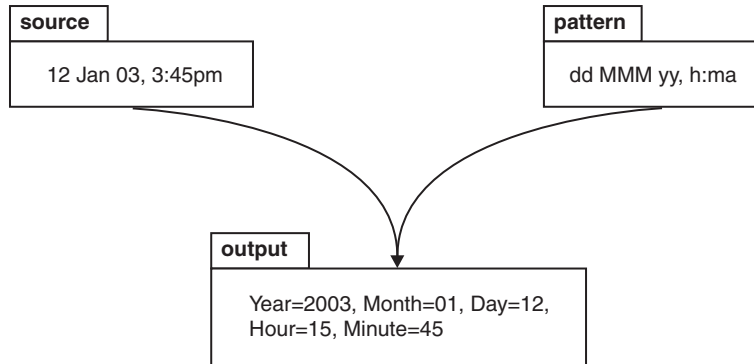 source
12 Jan 03, 3:45pm
pattern
dd MMM yy, h:ma
output
Year=2003, Month=01, Day=12,
Hour=15, Minute=45